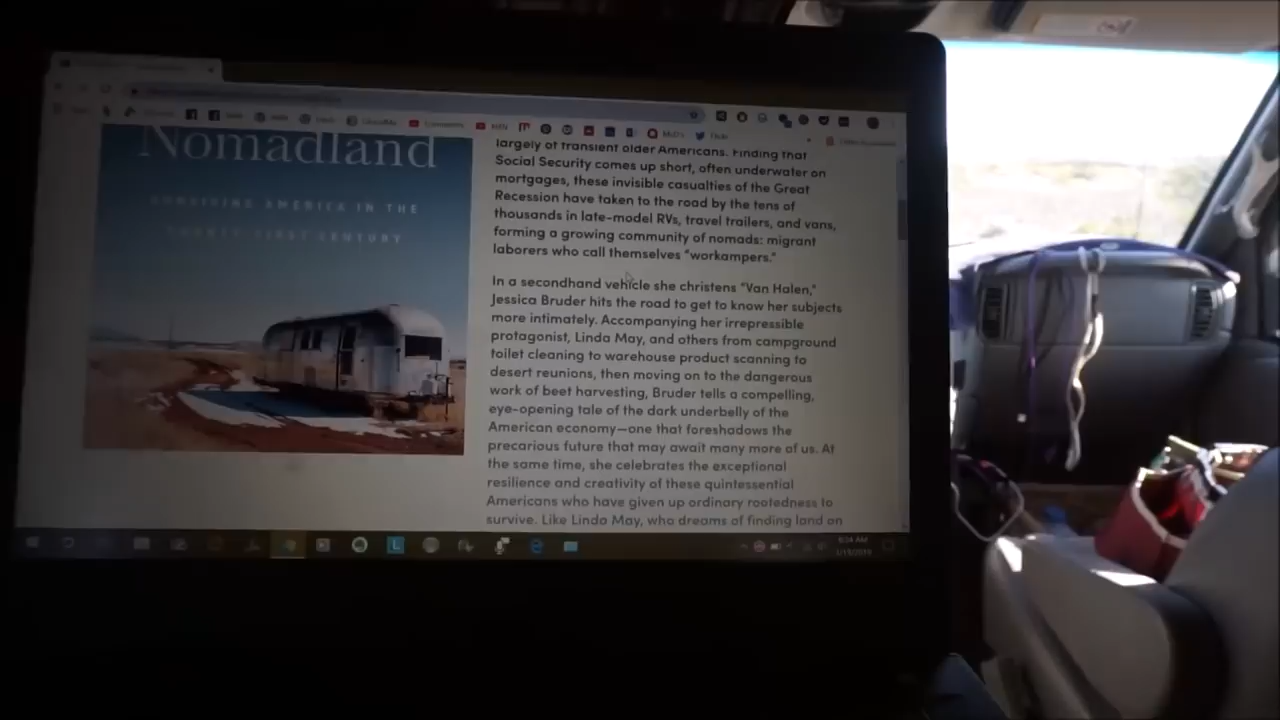 Nomadland
SURVIVING AMERICA IN THE
TWENTY-FIRST CENTURY
largely of transient older Americans. Finding that
Social Security comes up short, often underwater on
mortgages, these invisible casualties of the Great
Recession have taken to the road by the tens of
thousands in late-model RVs, travel trailers, and vans,
forming a growing community of nomads: migrant
laborers who call themselves “workampers.”
In a secondhand vehicle she christens “Van Halen,”
Jessica Bruder hits the road to get to know her subjects
more intimately. Accompanying her irrepressible
protagonist, Linda May, and others from campground
toilet cleaning to warehouse product scanning to
desert reunions, then moving on to the dangerous
work of beet harvesting, Bruder tells a compelling,
eye-opening tale of the dark underbelly of the
American economy—one that foreshadows the
precarious future that may await many more of us. At
the same time, she celebrates the exceptional
resilience and creativity of these quintessential
Americans who have given up ordinary rootedness to
survive. Like Linda May, who dreams of finding land on